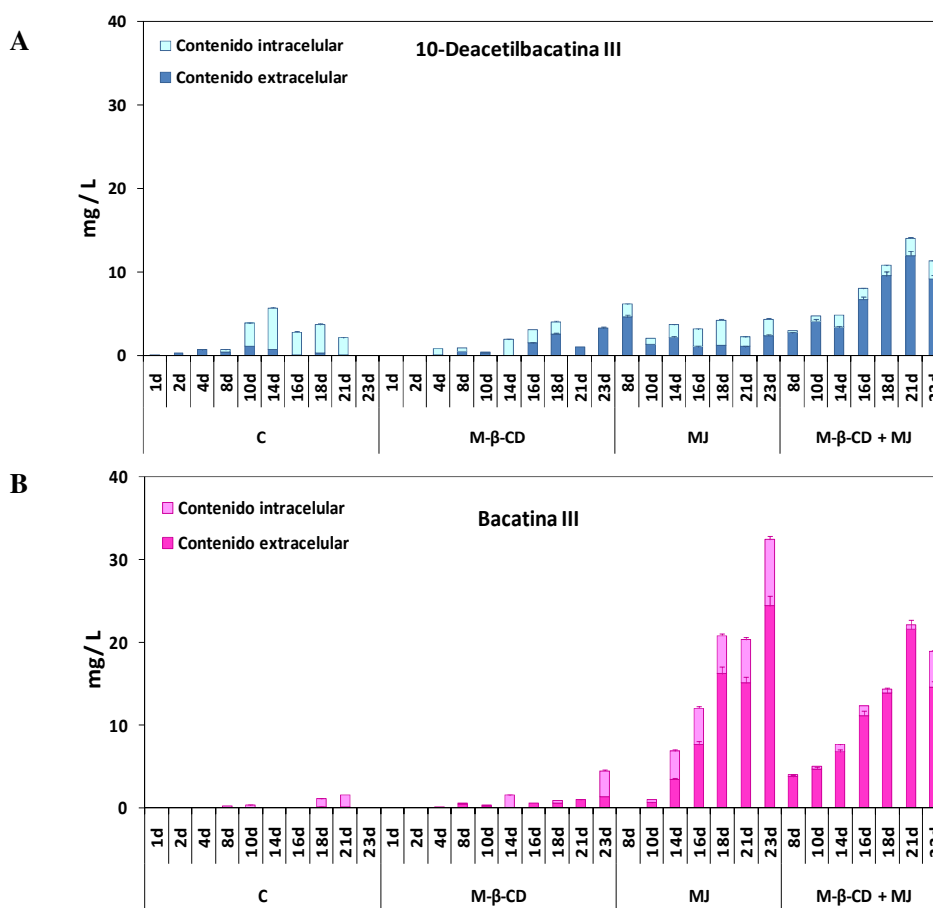 A
10-Deacetilbacatina III
Contenido intracelular
Contenido extracelular
mg / L
40
30
20
10
0
1d 2d 4d 8d 10d 14d 16d 18d 21d 23d 1d 2d 4d 8d 10d 14d 16d 18d 21d 23d 8d 10d 14d 16d 18d 21d 23d 8d 10d 14d 16d 18d 21d
C M-β-CD MJ M-β-CD + MJ
B
Bacatina III
Contenido intracelular
Contenido extracelular
mg/ L
40
30
20
10
0
1d 2d 4d 8d 10d 14d 16d 18d 21d 23d 1d 2d 4d 8d 10d 14d 16d 18d 21d 23d 8d 10d 14d 16d 18d 21d 23d 8d 10d 14d 16d 18d 21d
C M-β-CD MJ M-β-CD + MJ